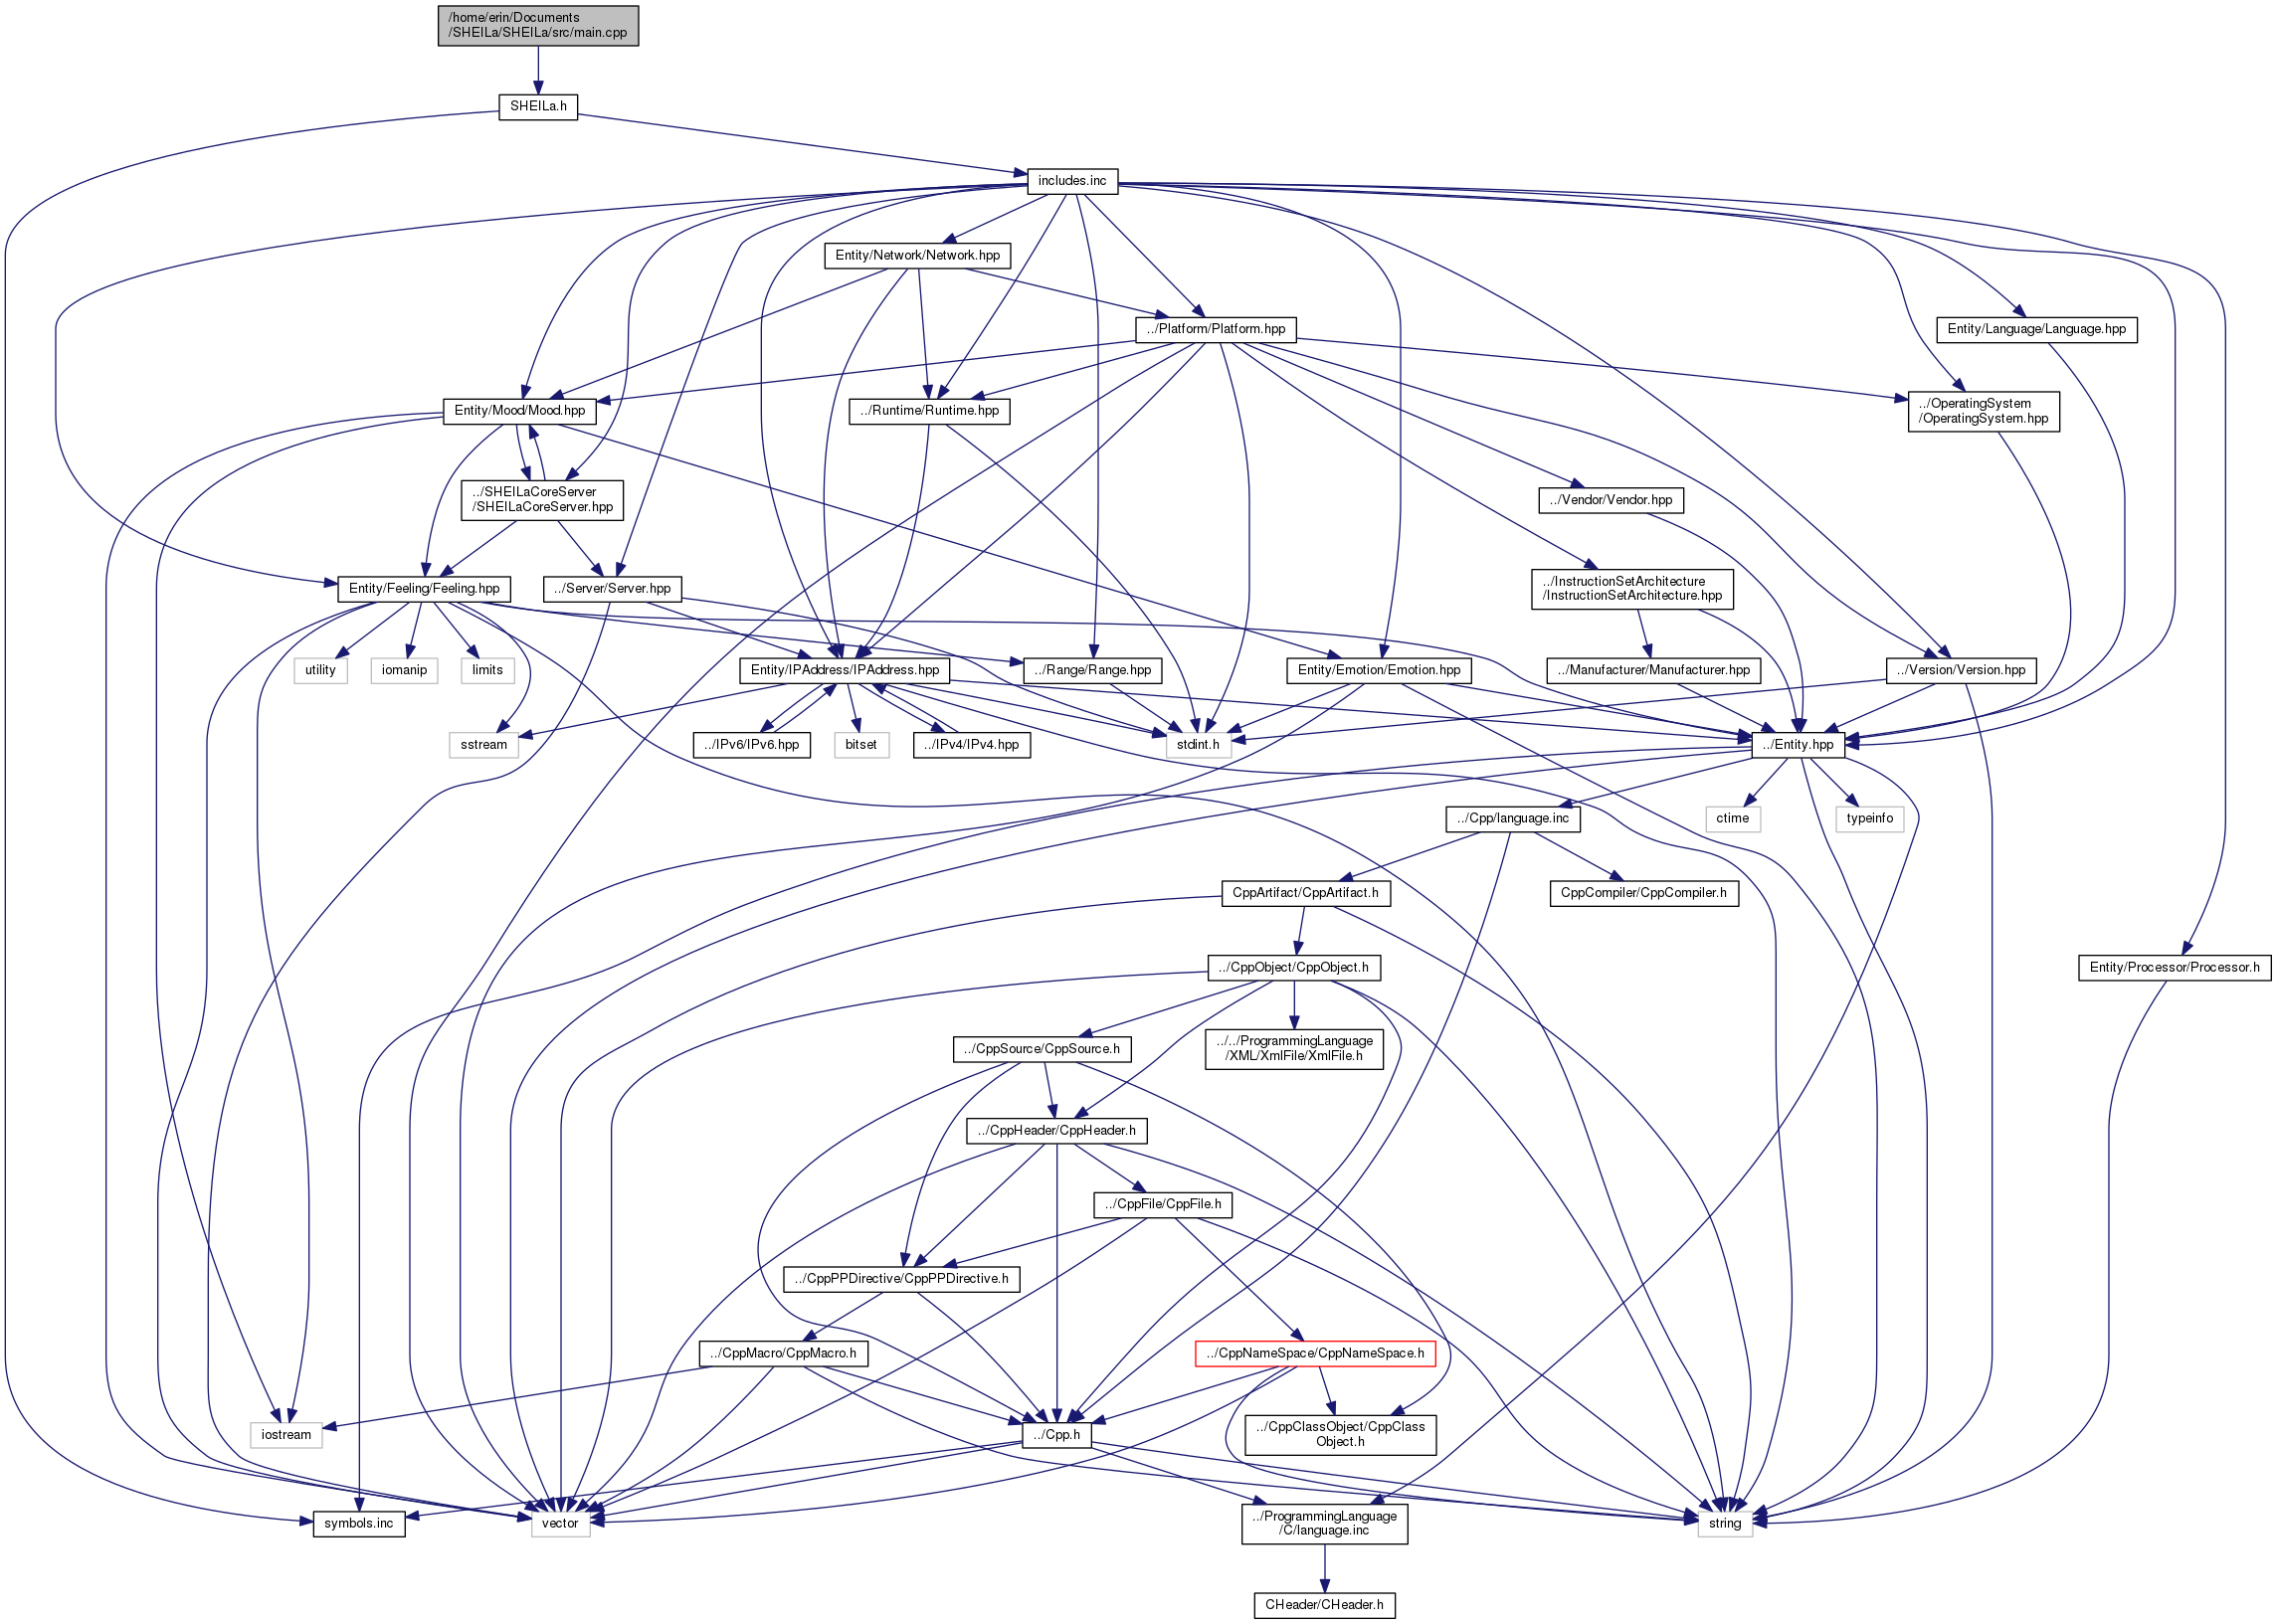 /home/erin/Documents
/SHEILa/SHEILa/src/main.cpp
SHEILa.h
includes.inc
Entity/Network/Network.hpp
../Platform/Platform.hpp
Entity/Language/Language.hpp
Entity/Mood/Mood.hpp
../Runtime/Runtime.hpp
../OperatingSystem
/OperatingSystem.hpp
../SHEILaCoreServer
/SHEILaCoreServer.hpp
../Vendor/Vendor.hpp
Entity/Feeling/Feeling.hpp
../Server/Server.hpp
../InstructionSetArchitecture
/InstructionSetArchitecture.hpp
utility
iomanip
limits
Entity/IPAddress/IPAddress.hpp
../Range/Range.hpp
Entity/Emotion/Emotion.hpp
../Manufacturer/Manufacturer.hpp
../Version/Version.hpp
sstream
../IPv6/IPv6.hpp
bitset
../IPv4/IPv4.hpp
stdint.h
../Entity.hpp
../Cpp/language.inc
ctime
typeinfo
CppArtifact/CppArtifact.h
CppCompiler/CppCompiler.h
../CppObject/CppObject.h
Entity/Processor/Processor.h
../CppSource/CppSource.h
../../ProgrammingLanguage
/XML/XmlFile/XmlFile.h
../CppHeader/CppHeader.h
../CppFile/CppFile.h
../CppPPDirective/CppPPDirective.h
../CppMacro/CppMacro.h
../CppNameSpace/CppNameSpace.h
iostream
../Cpp.h
../CppClassObject/CppClass
Object.h
symbols.inc
vector
../ProgrammingLanguage
/C/language.inc
string
CHeader/CHeader.h